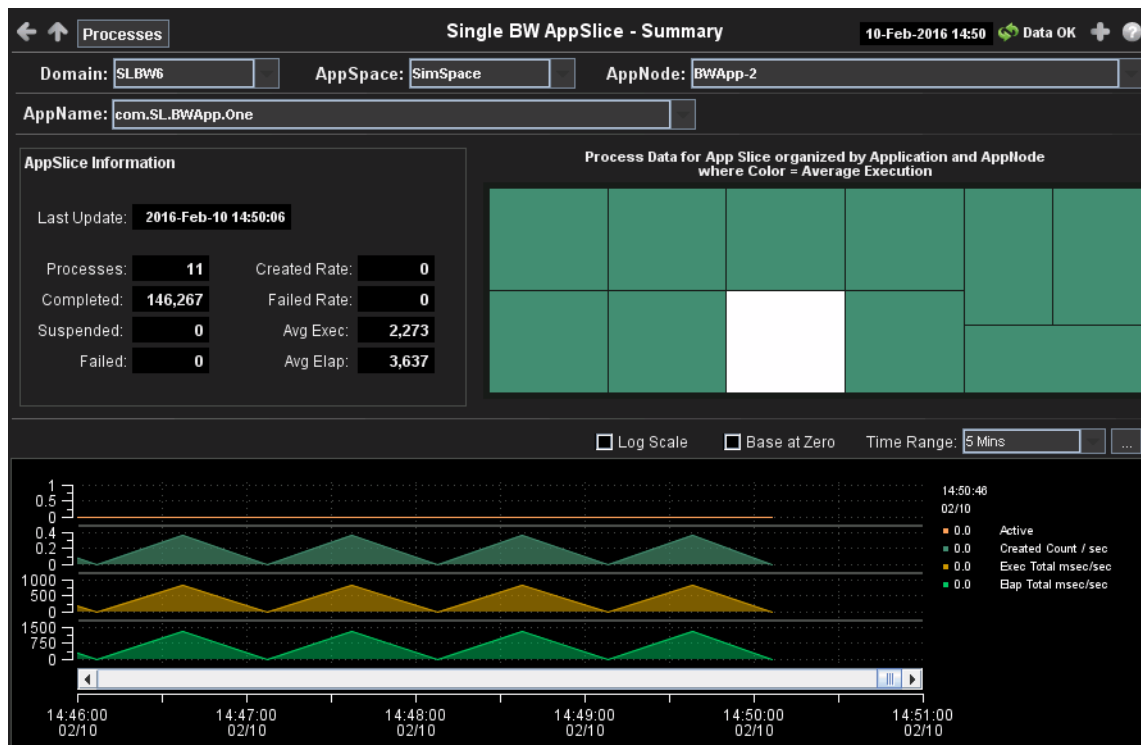 Processes
Single BW AppSlice - Summary
10-Feb-2016 14:50
Data OK
?
Domain: SLBW6
AppSpace: SimSpace
AppNode: BWApp-2
AppName: com.SL.BWApp.One
AppSlice Information
Last Update: 2016-Feb-10 14:50:06
Processes: 11 Created Rate: 0
Completed: 146,267 Failed Rate: 0
Suspended: 0 Avg Exec: 2,273
Failed: 0 Avg Elap: 3,637
Process Data for App Slice organized by Application and AppNode
where Color = Average Execution
Log Scale Base at Zero Time Range: 5 Mins ...
1
0.5
0
0.4
0.2
0
1000
500
0
1500
750
0
14:50:46
02/10
0.0 Active
0.0 Created Count / sec
0.0 Exec Total msec/sec
0.0 Elap Total msec/sec
14:46:00 14:47:00 14:48:00 14:49:00 14:50:00 14:51:00
02/10 02/10 02/10 02/10 02/10 02/10